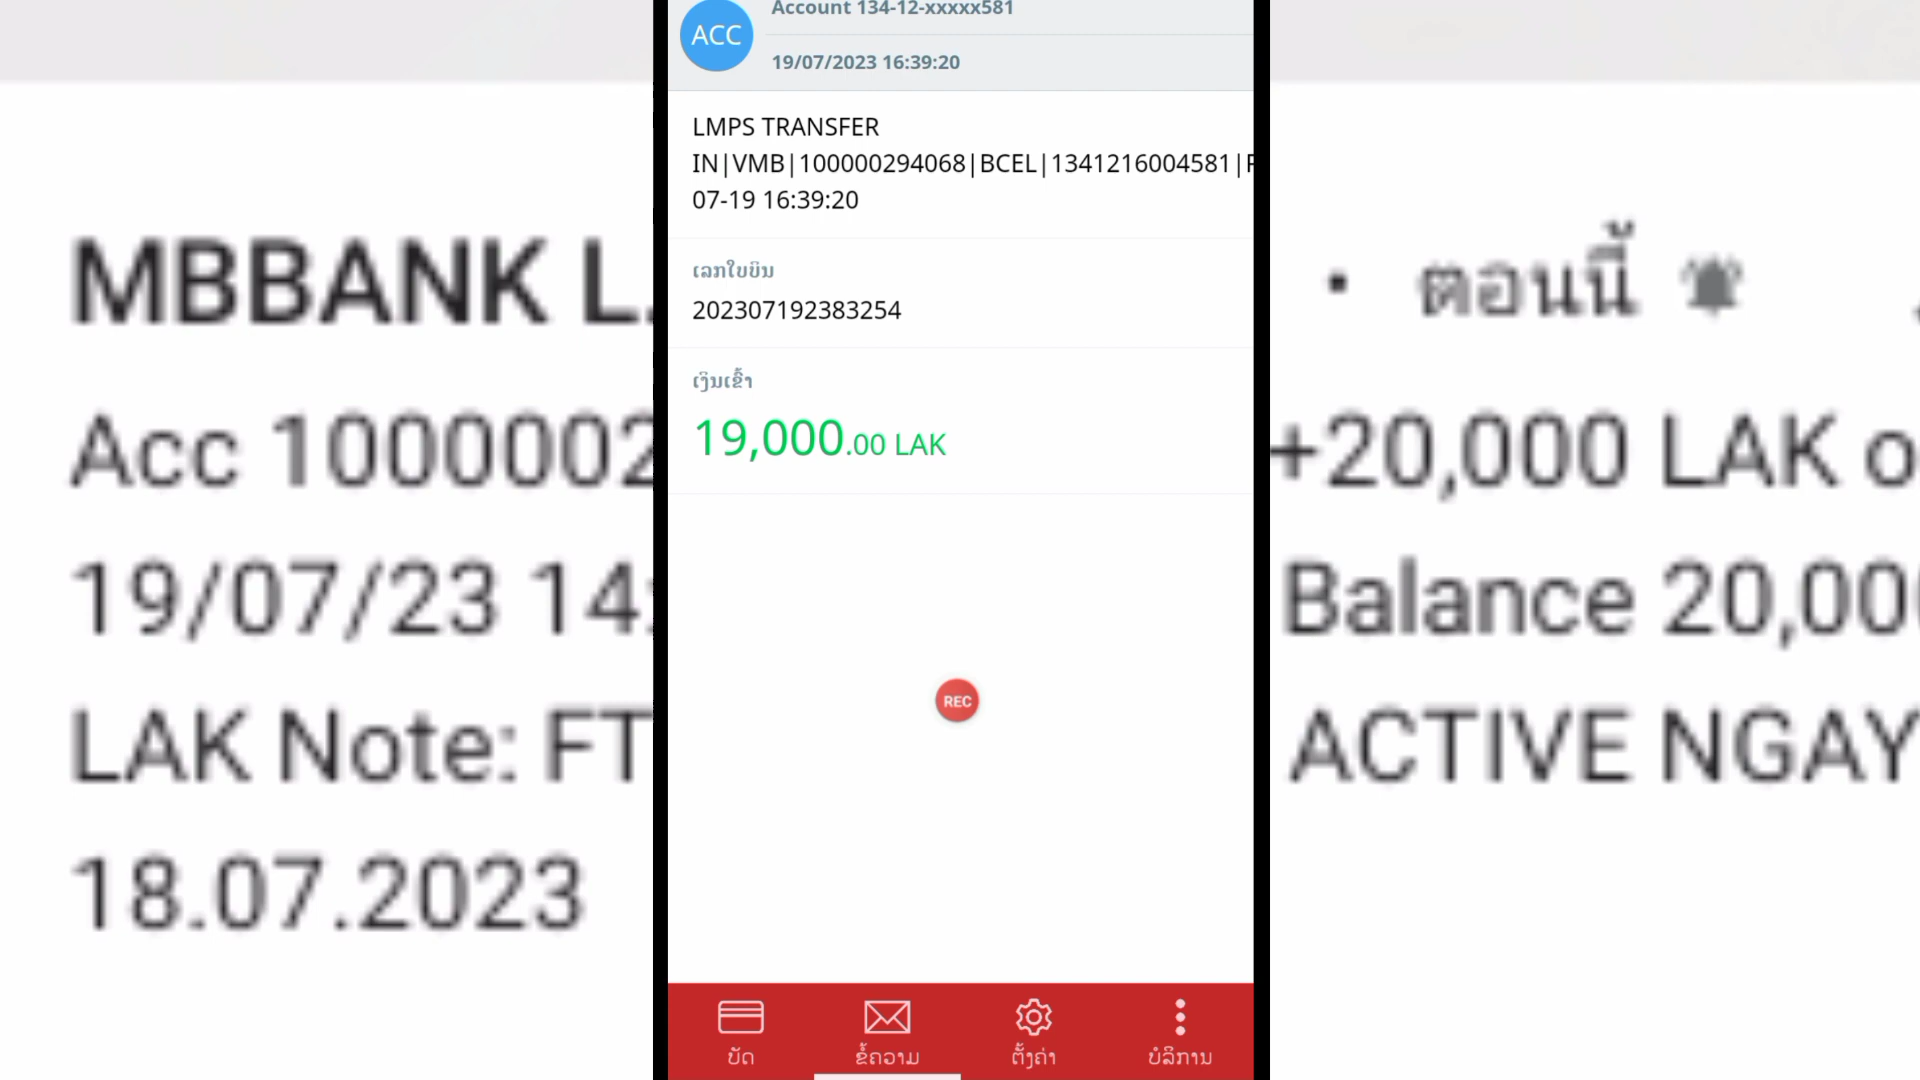 Account 134-12-xxxxx581
ACC
19/07/2023 16:39:20
LMPS TRANSFER
IN|VMB|100000294068|BCEL|1341216004581|
07-19 16:39:20
ເລກໃບບິນ
202307192383254
ເງິນເຂົ້າ
19,000.00 LAK
REC
ບັດ
ຂໍ້ຄວາມ
ຕັ້ງຄ່າ
ບໍລິການ
MBBANK L.
Acc 1000002
19/07/23 14:
LAK Note: FT
18.07.2023
• ตอนนี้
+20,000 LAK o
Balance 20,00
ACTIVE NGAY